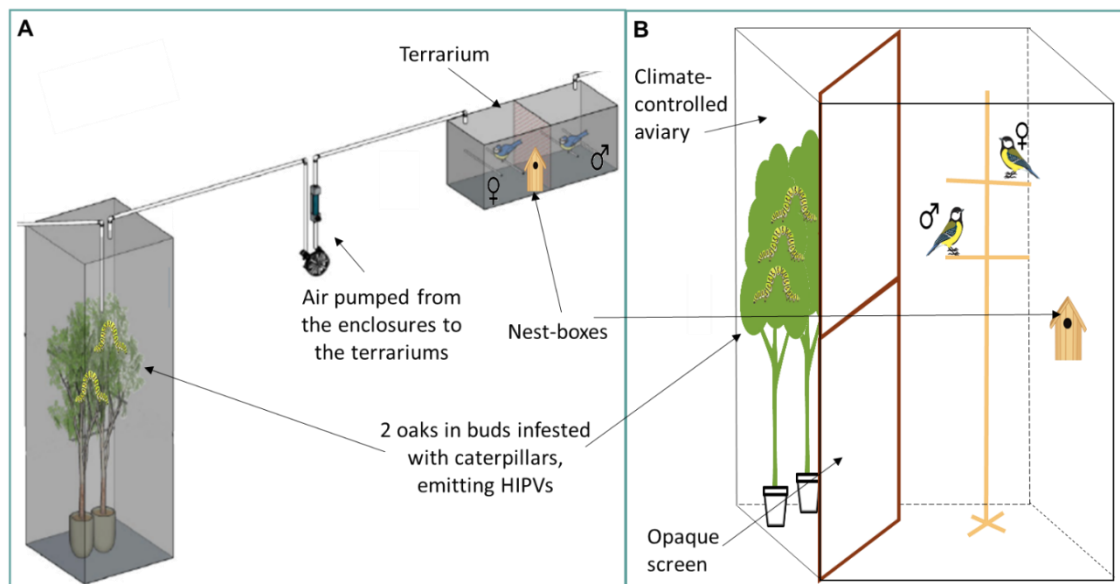 A
Terrarium
♀
♂
Air pumped from
the enclosures to
the terrariums
Nest-boxes
2 oaks in buds infested
with caterpillars,
emitting HIPVs
B
Climate-
controlled
aviary
♀
♂
Opaque
screen